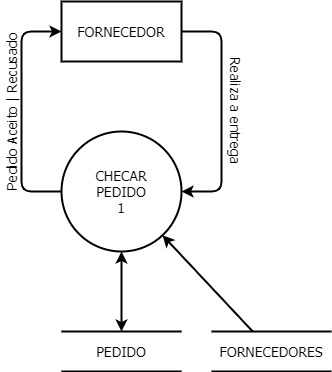 FORNECEDOR
Pedido Aceito | Recusado
Realiza a entrega
CHECAR
PEDIDO
1
PEDIDO
FORNECEDORES